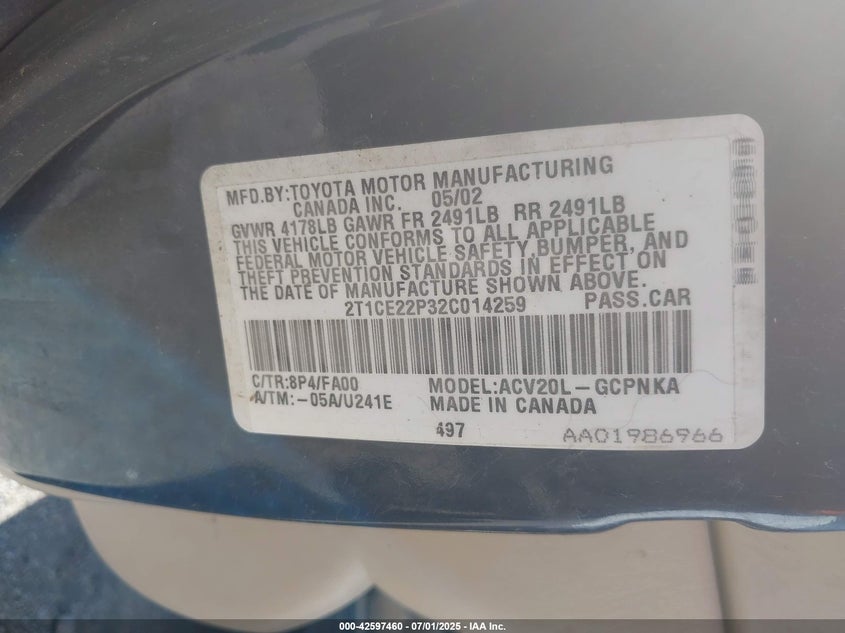 MFD.BY:TOYOTA MOTOR MANUFACTURING
CANADA INC. 05/02
GVWR 4178LB GAWR FR 2491LB RR 2491LB
THIS VEHICLE CONFORMS TO ALL APPLICABLE
FEDERAL MOTOR VEHICLE SAFETY,BUMPER, AND
THEFT PREVENTION STANDARDS IN EFFECT ON
THE DATE OF MANUFACTURE SHOWN ABOVE.
2T1CE22P32C014259 PASS.CAR
C/TR:8P4/FA00 MODEL:ACV20L-GCPNKA
A/TM:-05A/U241E MADE IN CANADA
497 AA01986966
000-42597460 - 07/01/2025 - IAA Inc.